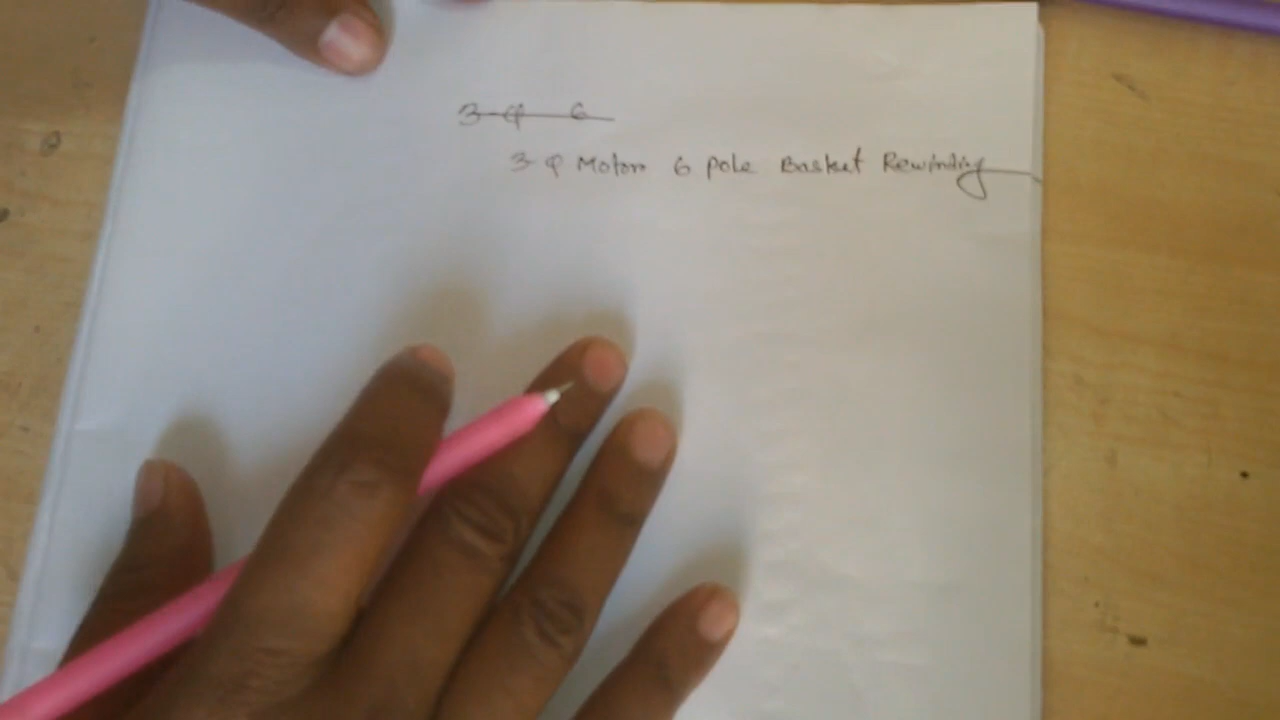 3 φ 6
3 φ Motor 6 pole Basket Rewinding